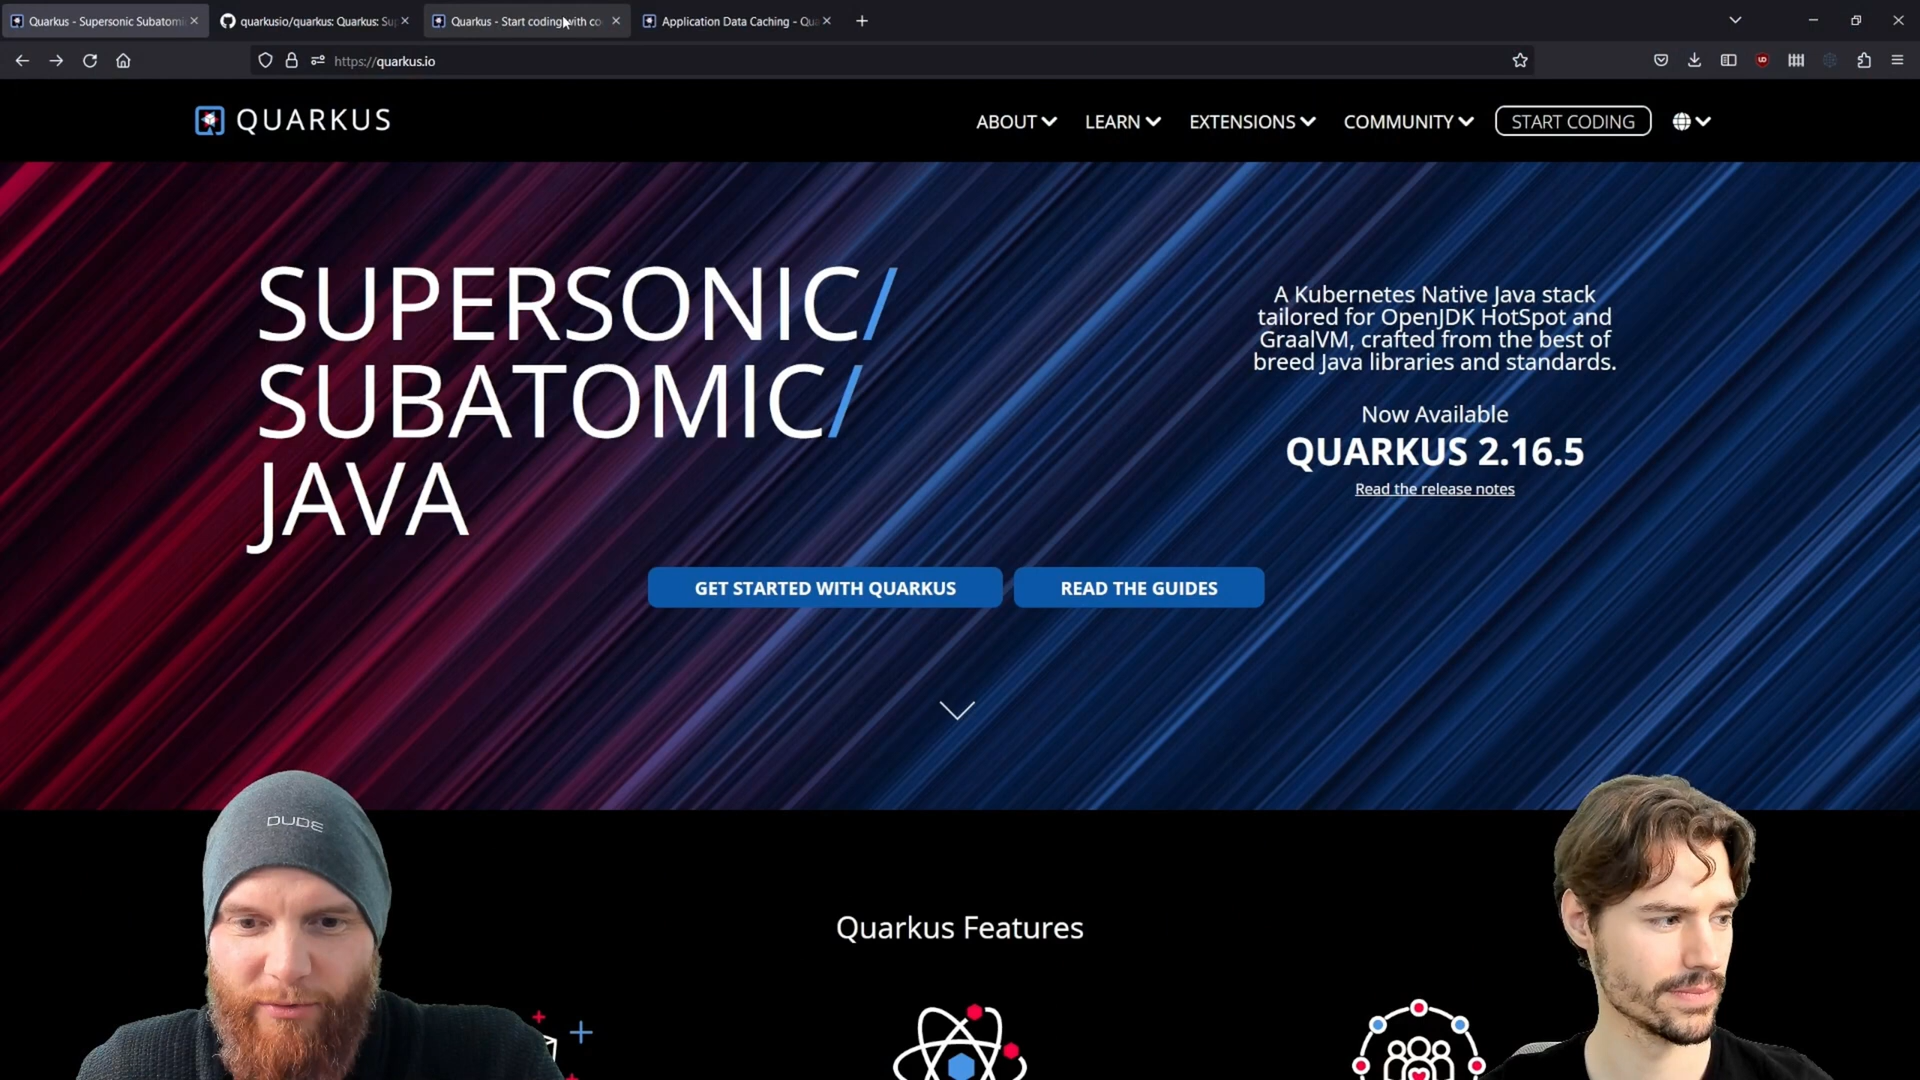 Quarkus - Supersonic Subatomi
quarkusio/quarkus: Quarkus: Su
Quarkus - Start coding with co
Application Data Caching - Qu
https://quarkus.io
QUARKUS
ABOUT
LEARN
EXTENSIONS
COMMUNITY
START CODING
SUPERSONIC/
SUBATOMIC/
JAVA
A Kubernetes Native Java stack
tailored for OpenJDK HotSpot and
GraalVM, crafted from the best of
breed Java libraries and standards.
Now Available
QUARKUS 2.16.5
Read the release notes
GET STARTED WITH QUARKUS
READ THE GUIDES
DUDE
Quarkus Features